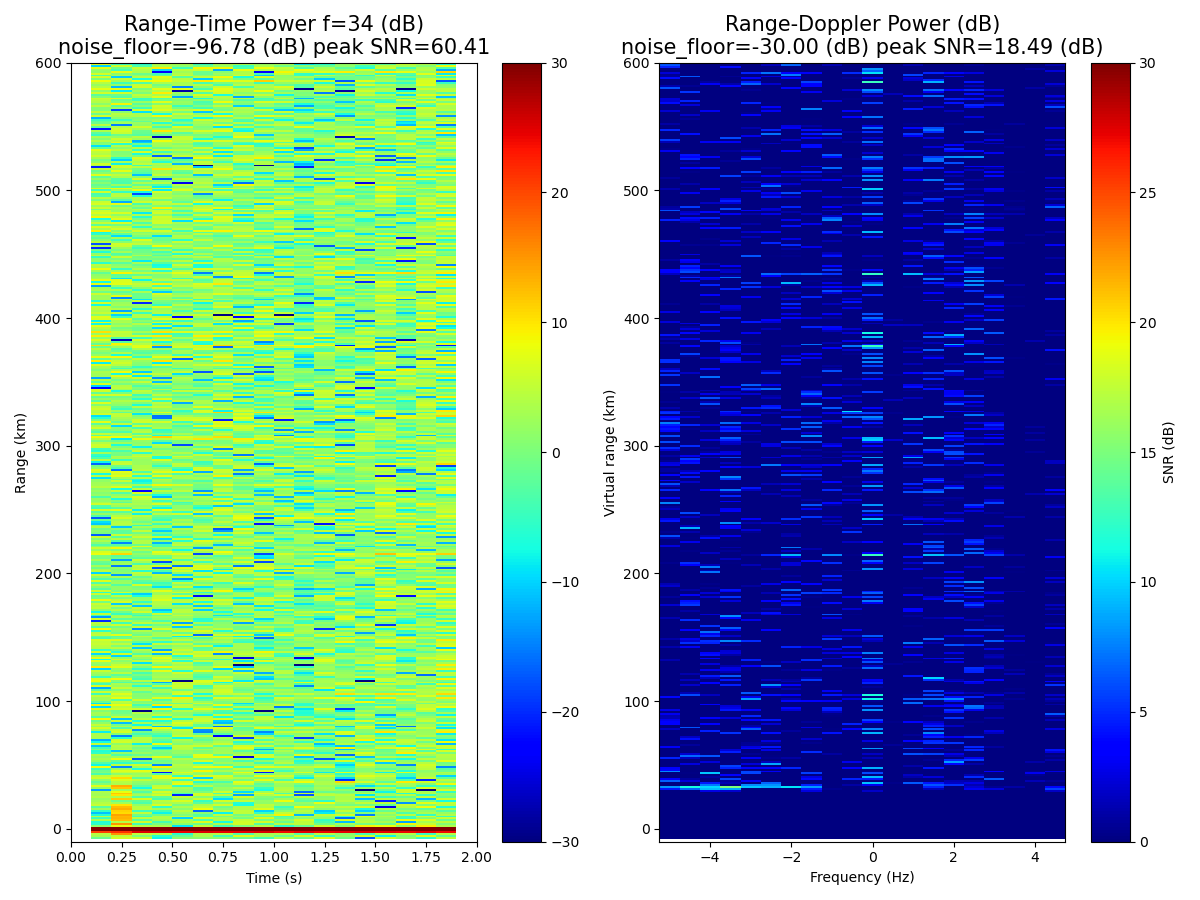 Range-Time Power f=34 (dB)
noise_floor=-96.78 (dB) peak SNR=60.41
600
500
400
300
200
100
0
Range (km)
0.00 0.25 0.50 0.75 1.00 1.25 1.50 1.75 2.00
Time (s)
30
20
10
0
−10
−20
−30
Range-Doppler Power (dB)
noise_floor=-30.00 (dB) peak SNR=18.49 (dB)
600
500
400
300
200
100
0
Virtual range (km)
−4 −2 0 2 4
Frequency (Hz)
30
25
20
15
10
5
0
SNR (dB)